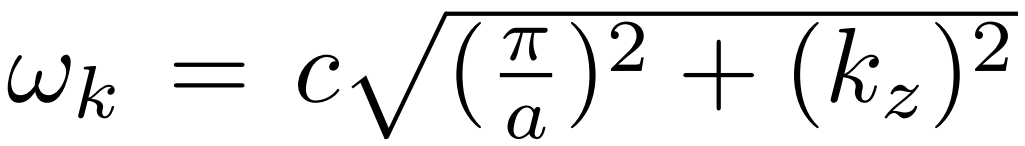 ω_k = c√((π/a)² + (k_z)²)